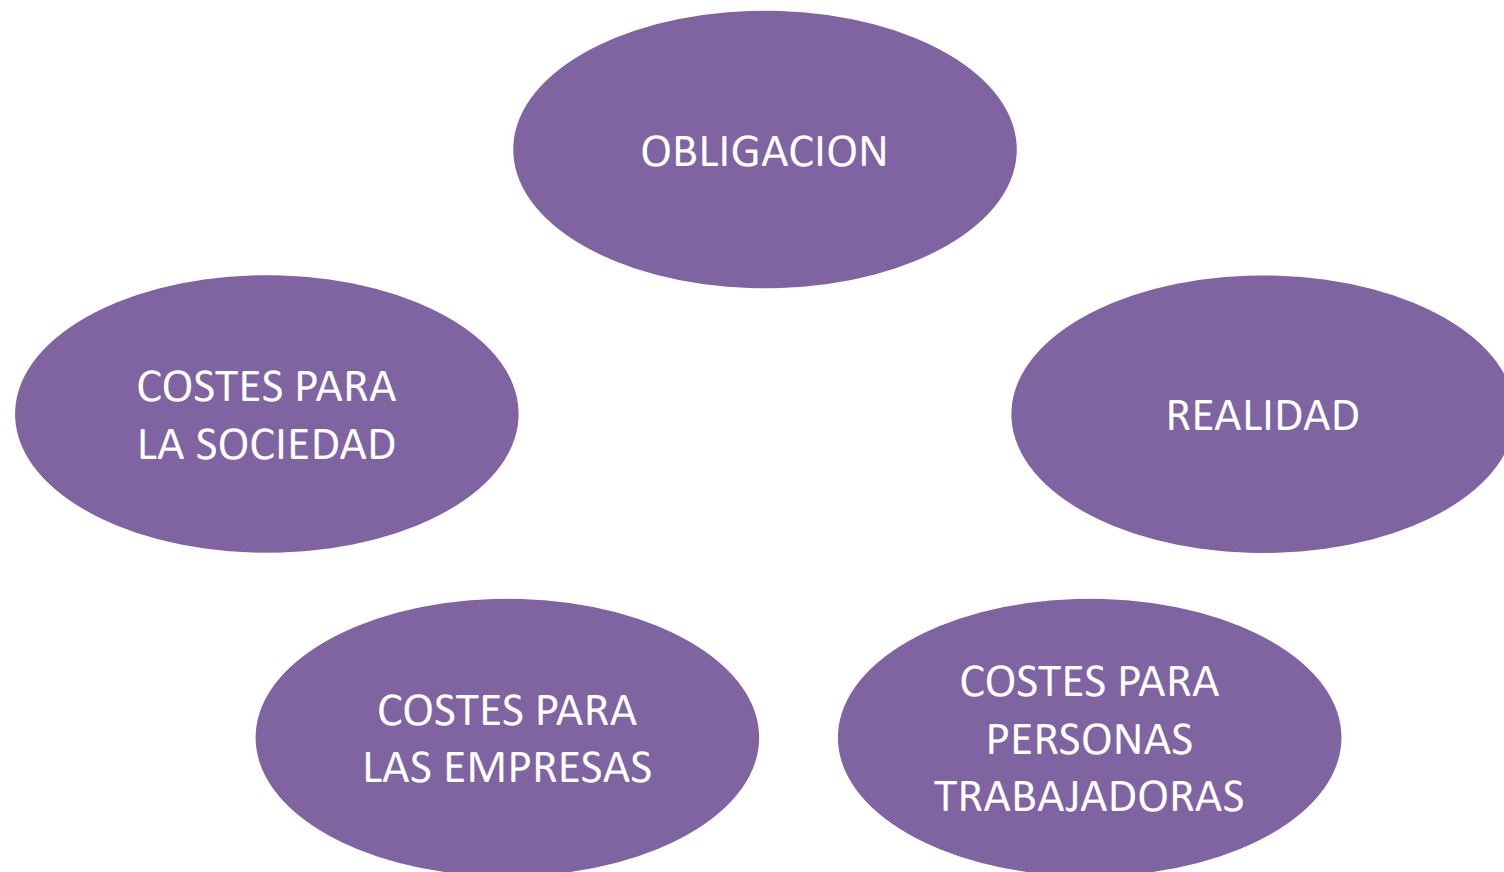 OBLIGACION
COSTES PARA
LA SOCIEDAD
REALIDAD
COSTES PARA
LAS EMPRESAS
COSTES PARA
PERSONAS
TRABAJADORAS